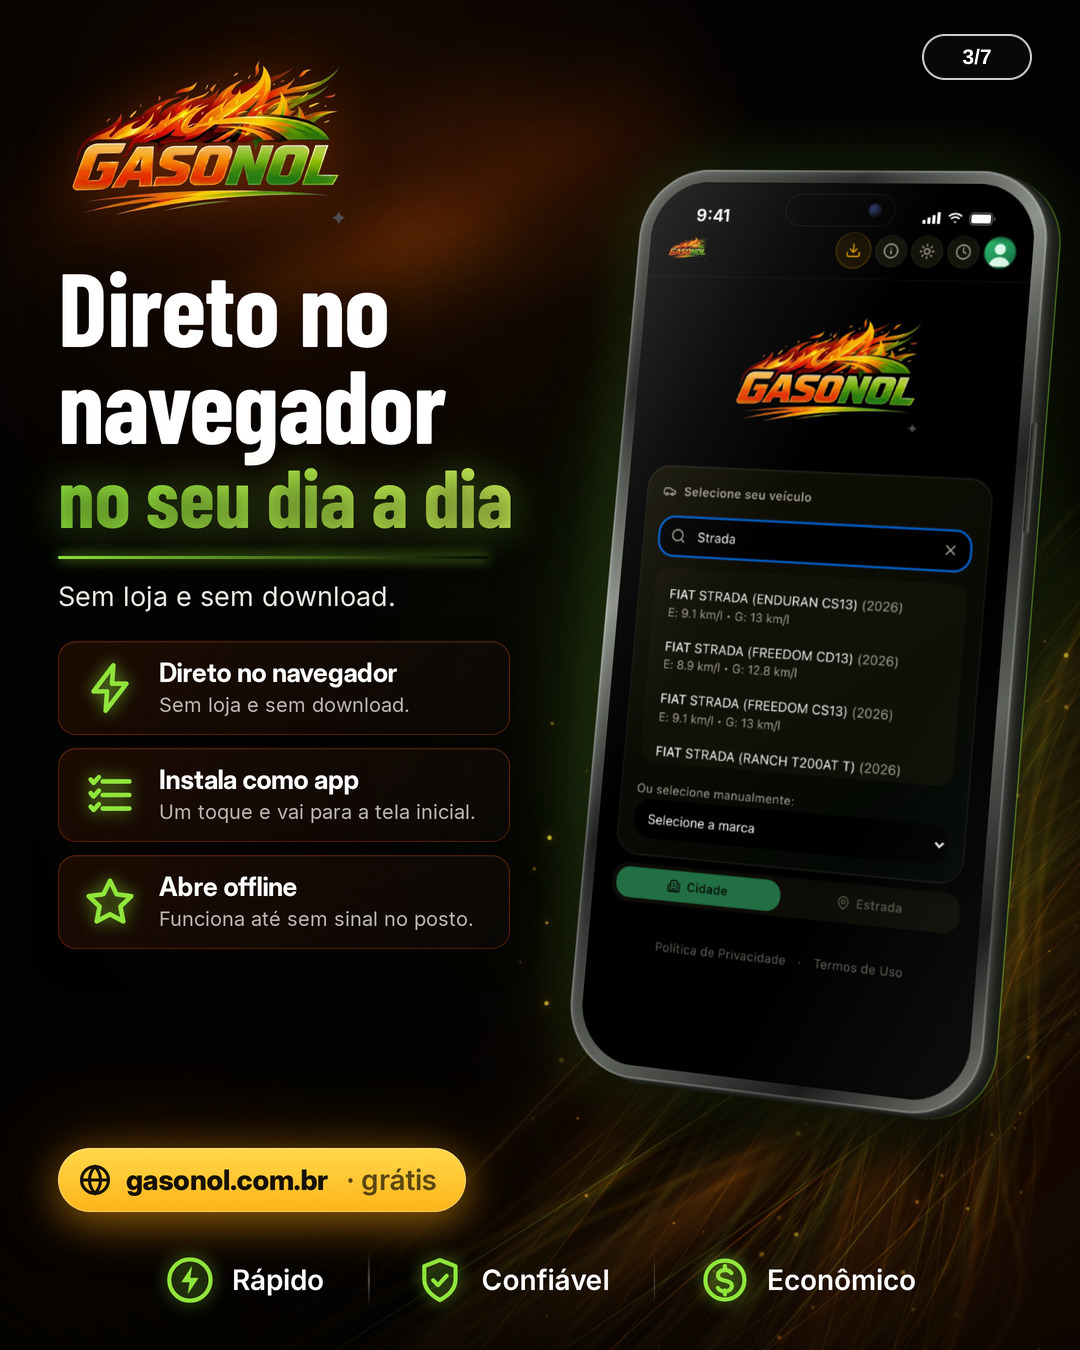 3/7
GASONOL
Direto no
navegador
no seu dia a dia
Sem loja e sem download.
Direto no navegador
Sem loja e sem download.
Instala como app
Um toque e vai para a tela inicial.
Abre offline
Funciona até sem sinal no posto.
9:41
GASONOL
GASONOL
Selecione seu veículo
Strada
FIAT STRADA (ENDURAN CS13) (2026)
E: 9.1 km/l • G: 13 km/l
FIAT STRADA (FREEDOM CD13) (2026)
E: 8.9 km/l • G: 12.8 km/l
FIAT STRADA (FREEDOM CS13) (2026)
E: 9.1 km/l • G: 13 km/l
FIAT STRADA (RANCH T200AT T) (2026)
Ou selecione manualmente:
Selecione a marca
Cidade
Estrada
Política de Privacidade · Termos de Uso
gasonol.com.br · grátis
Rápido
Confiável
Econômico